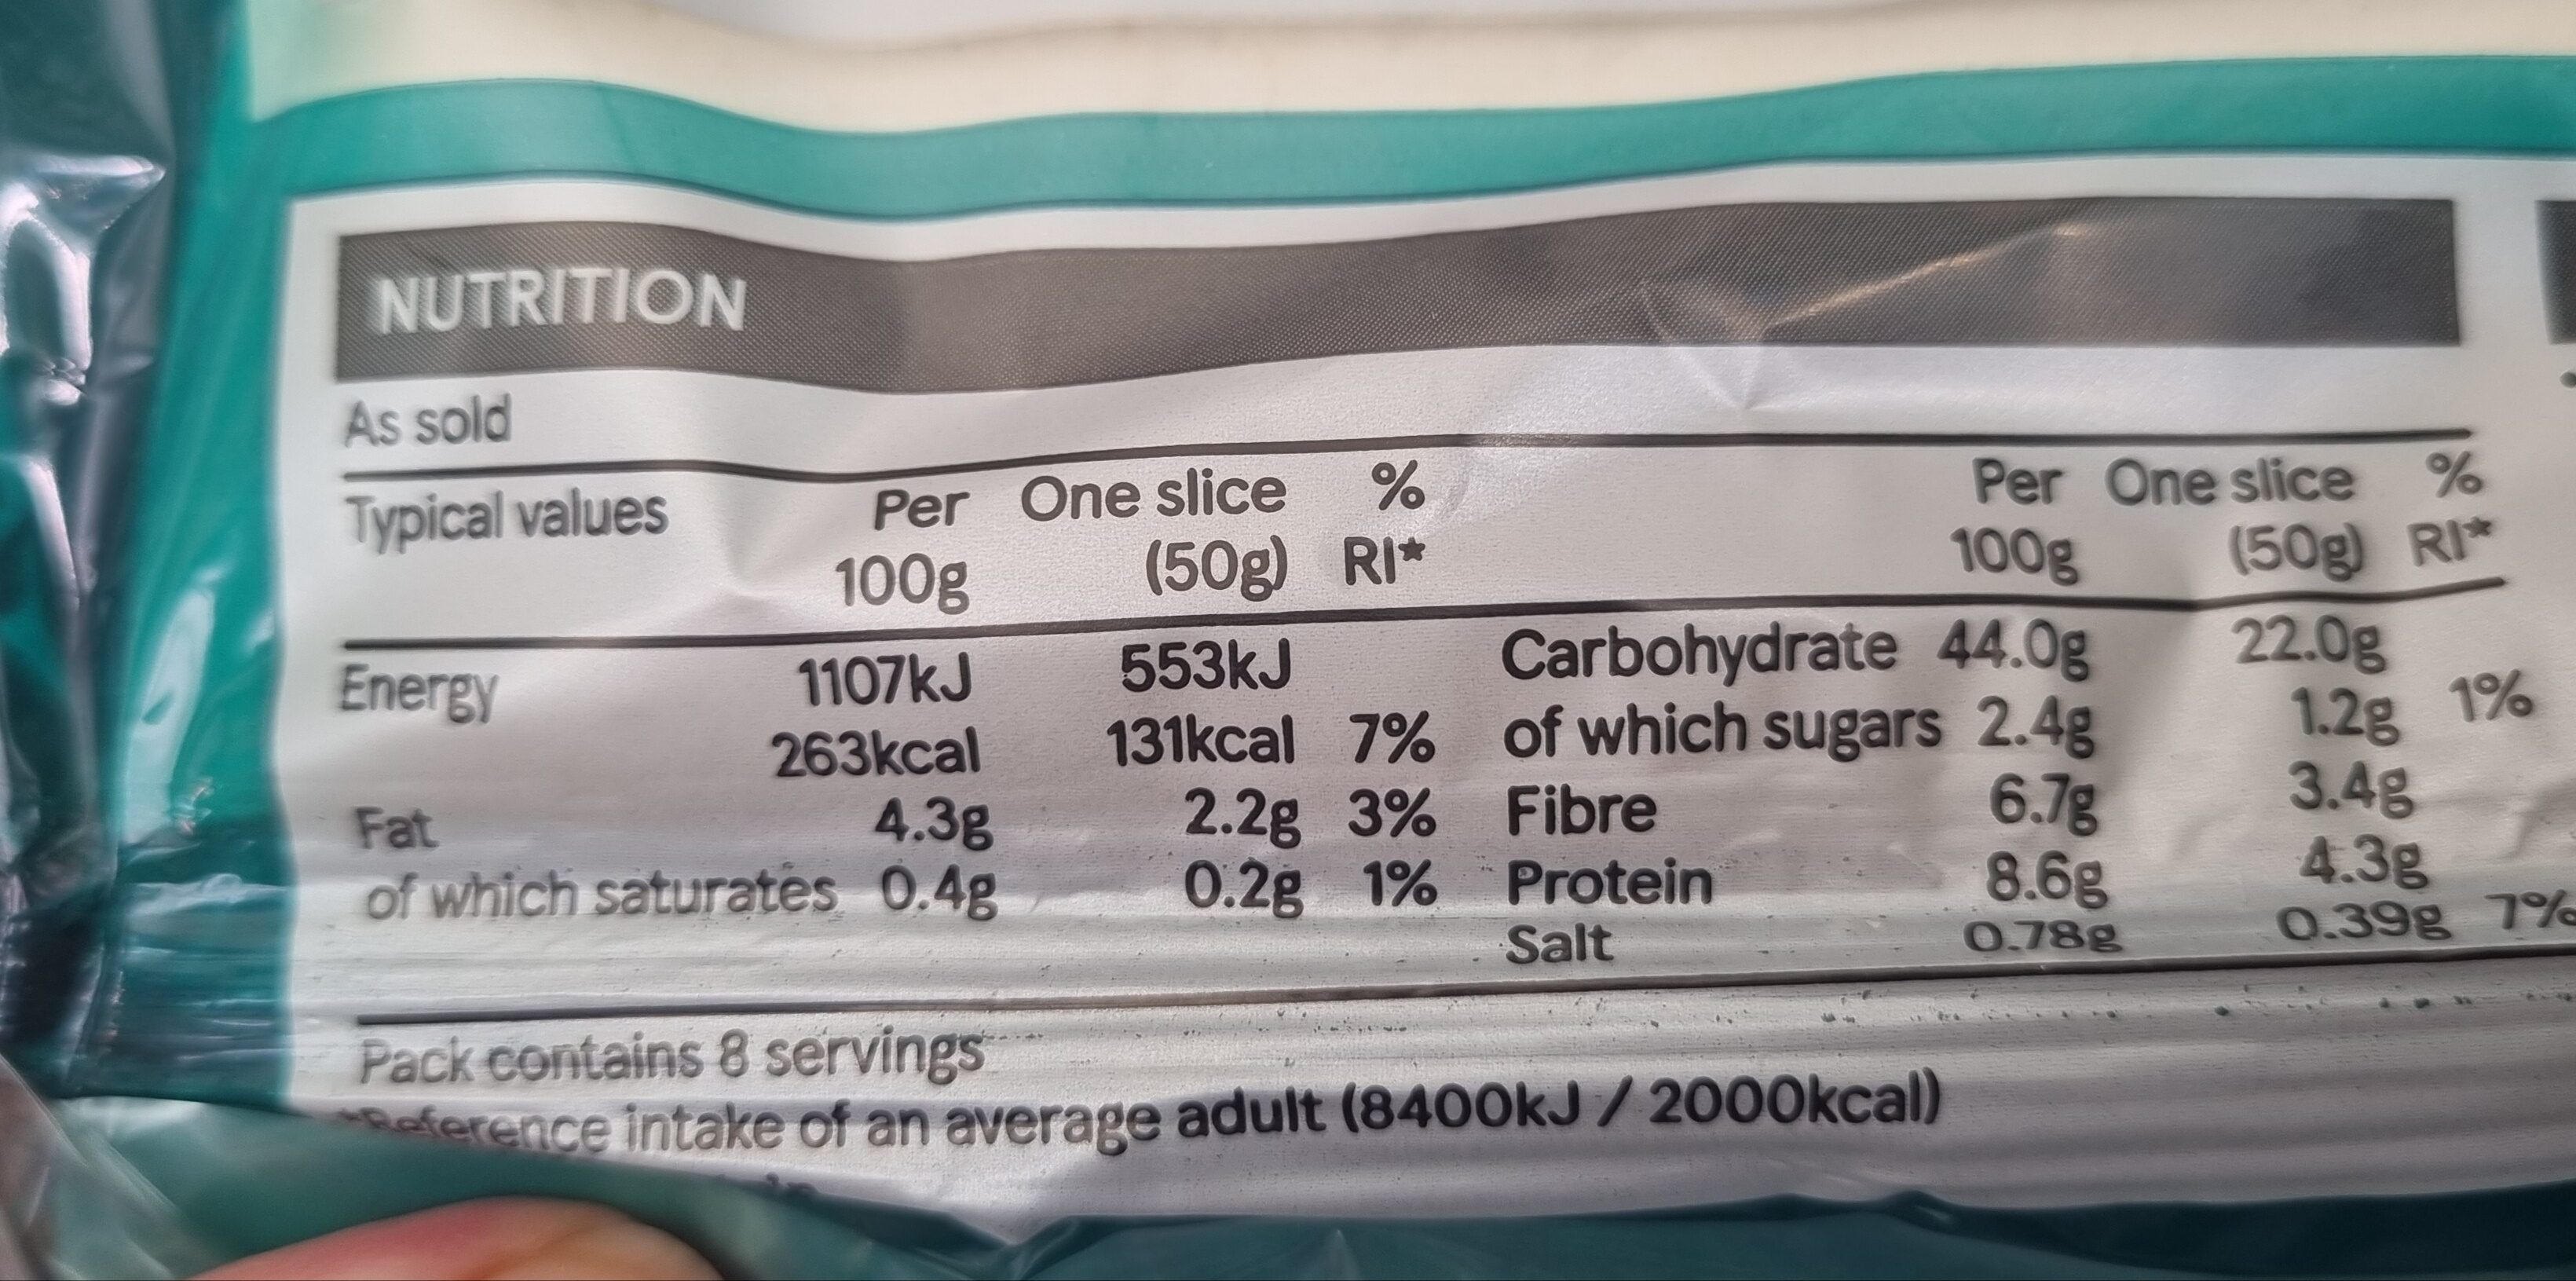 NUTRITION
As sold
Typical values Per One slice % Per One slice %
100g (50g) RI* 100g (50g) RI*
Energy 1107kJ 553kJ Carbohydrate 44.0g 22.0g
263kcal 131kcal 7% of which sugars 2.4g 1.2g 1%
Fat 4.3g 2.2g 3% Fibre 6.7g 3.4g
of which saturates 0.4g 0.2g 1% Protein 8.6g 4.3g
Salt 0.78g 0.39g 7%
Pack contains 8 servings
*Reference intake of an average adult (8400kJ / 2000kcal)